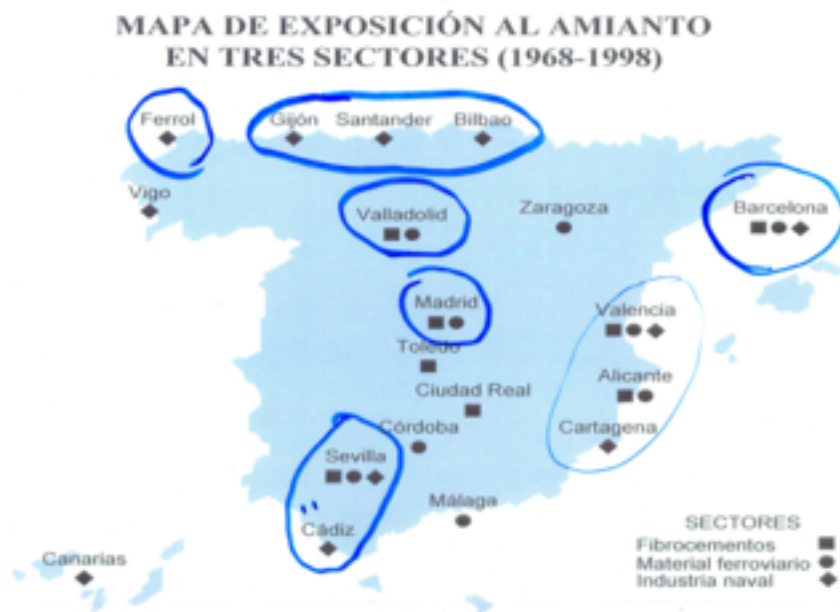 MAPA DE EXPOSICIÓN AL AMIANTO
EN TRES SECTORES (1968-1998)
Ferrol
Gijón
Santander
Bilbao
Vigo
Valladolid
Zaragoza
Barcelona
Madrid
Valencia
Toledo
Alicante
Ciudad Real
Córdoba
Cartagena
Sevilla
Málaga
Cádiz
Canarias
SECTORES
Fibrocementos
Material ferroviario
Industria naval